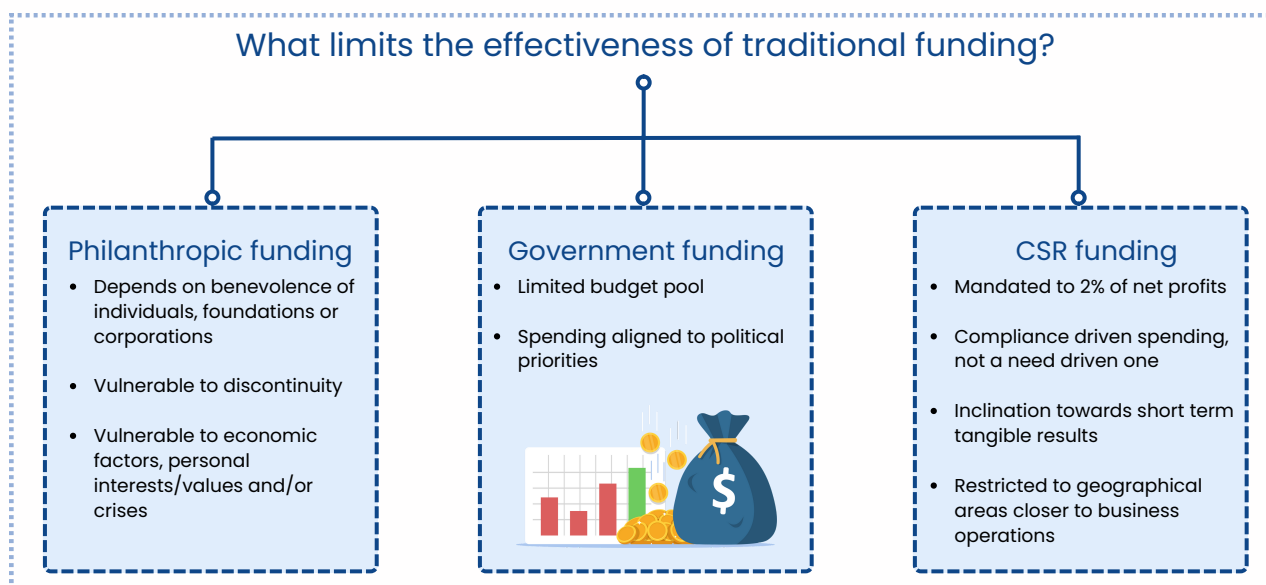 What limits the effectiveness of traditional funding?
Philanthropic funding
• Depends on benevolence of
individuals, foundations or
corporations
• Vulnerable to discontinuity
• Vulnerable to economic
factors, personal
interests/values and/or
crises
Government funding
• Limited budget pool
• Spending aligned to political
priorities
$
CSR funding
• Mandated to 2% of net profits
• Compliance driven spending,
not a need driven one
• Inclination towards short term
tangible results
• Restricted to geographical
areas closer to business
operations